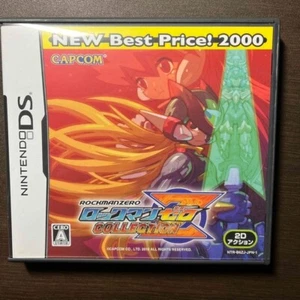 NEW Best Price! 2000
CAPCOM
NINTENDO DS
ROCKMANZERO
ロックマンゼロ
COLLECTION
CERO
A
2D
アクション